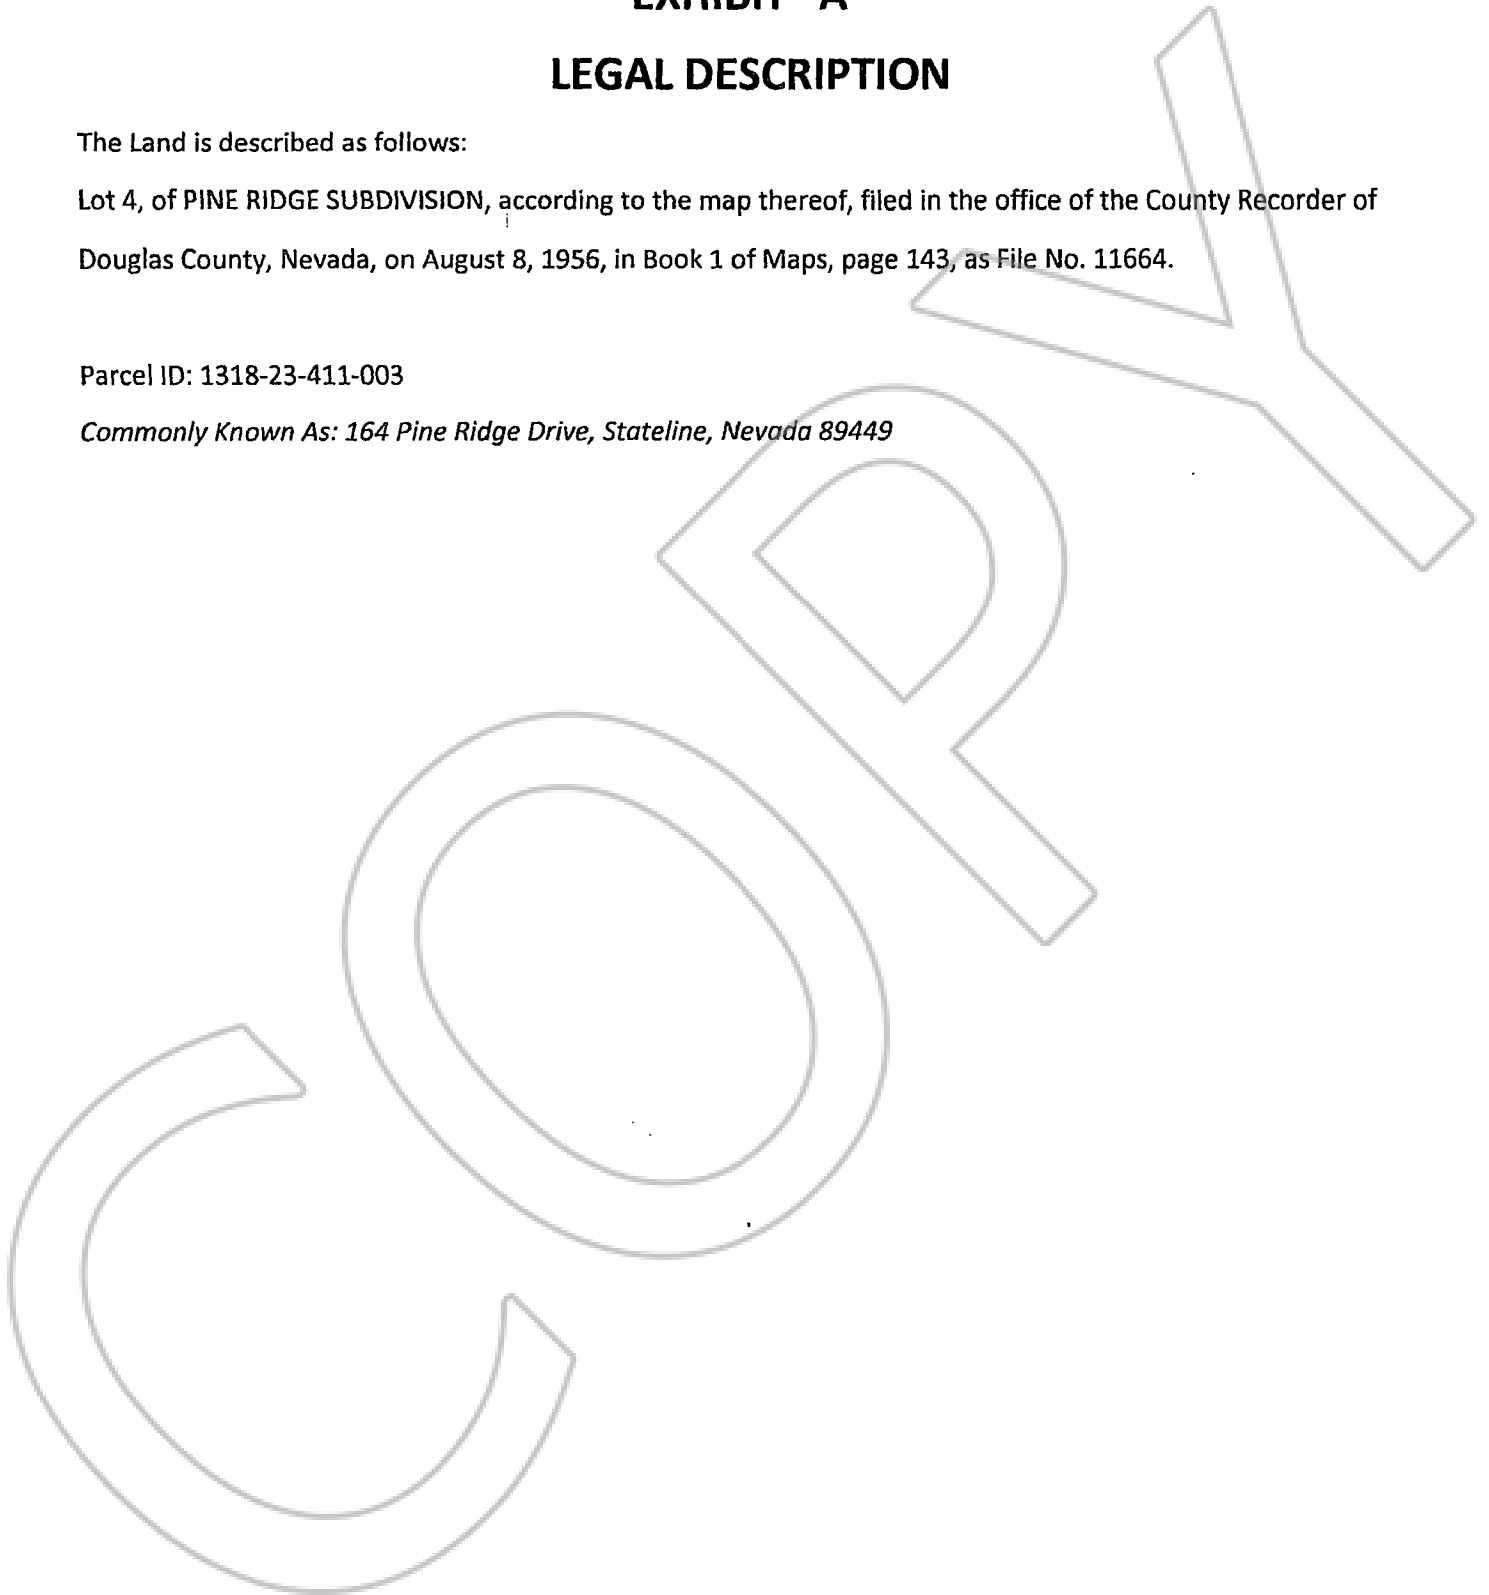 EXHIBIT "A"
LEGAL DESCRIPTION
The Land is described as follows:
Lot 4, of PINE RIDGE SUBDIVISION, according to the map thereof, filed in the office of the County Recorder of
Douglas County, Nevada, on August 8, 1956, in Book 1 of Maps, page 143, as File No. 11664.
Parcel ID: 1318-23-411-003
Commonly Known As: 164 Pine Ridge Drive, Stateline, Nevada 89449
COPY